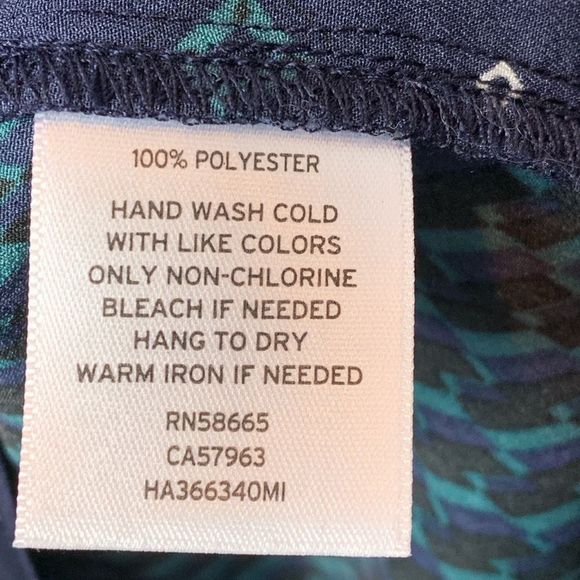 100% POLYESTER
HAND WASH COLD
WITH LIKE COLORS
ONLY NON-CHLORINE
BLEACH IF NEEDED
HANG TO DRY
WARM IRON IF NEEDED
RN58665
CA57963
HA366340MI